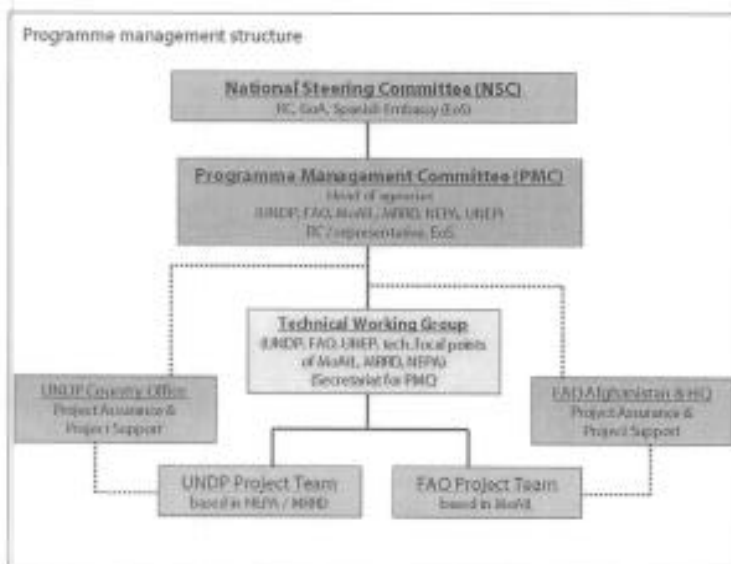 Programme management structure
National Steering Committee (NSC)
RC, GoA, Spanish Embassy (EoS)
Programme Management Committee (PMC)
Head of agencies
(UNDP, FAO, MoAIL, MRRD, NEPA, UNEP)
RC / representative, EoS
Technical Working Group
(UNDP, FAO, UNEP, tech. focal points
of MoAIL, MRRD, NEPA)
(Secretariat for PMC)
UNDP Country Office
Project Assurance &
Project Support
FAO Afghanistan & HQ
Project Assurance &
Project Support
UNDP Project Team
based in NEPA / MRRD
FAO Project Team
based in MoAIL